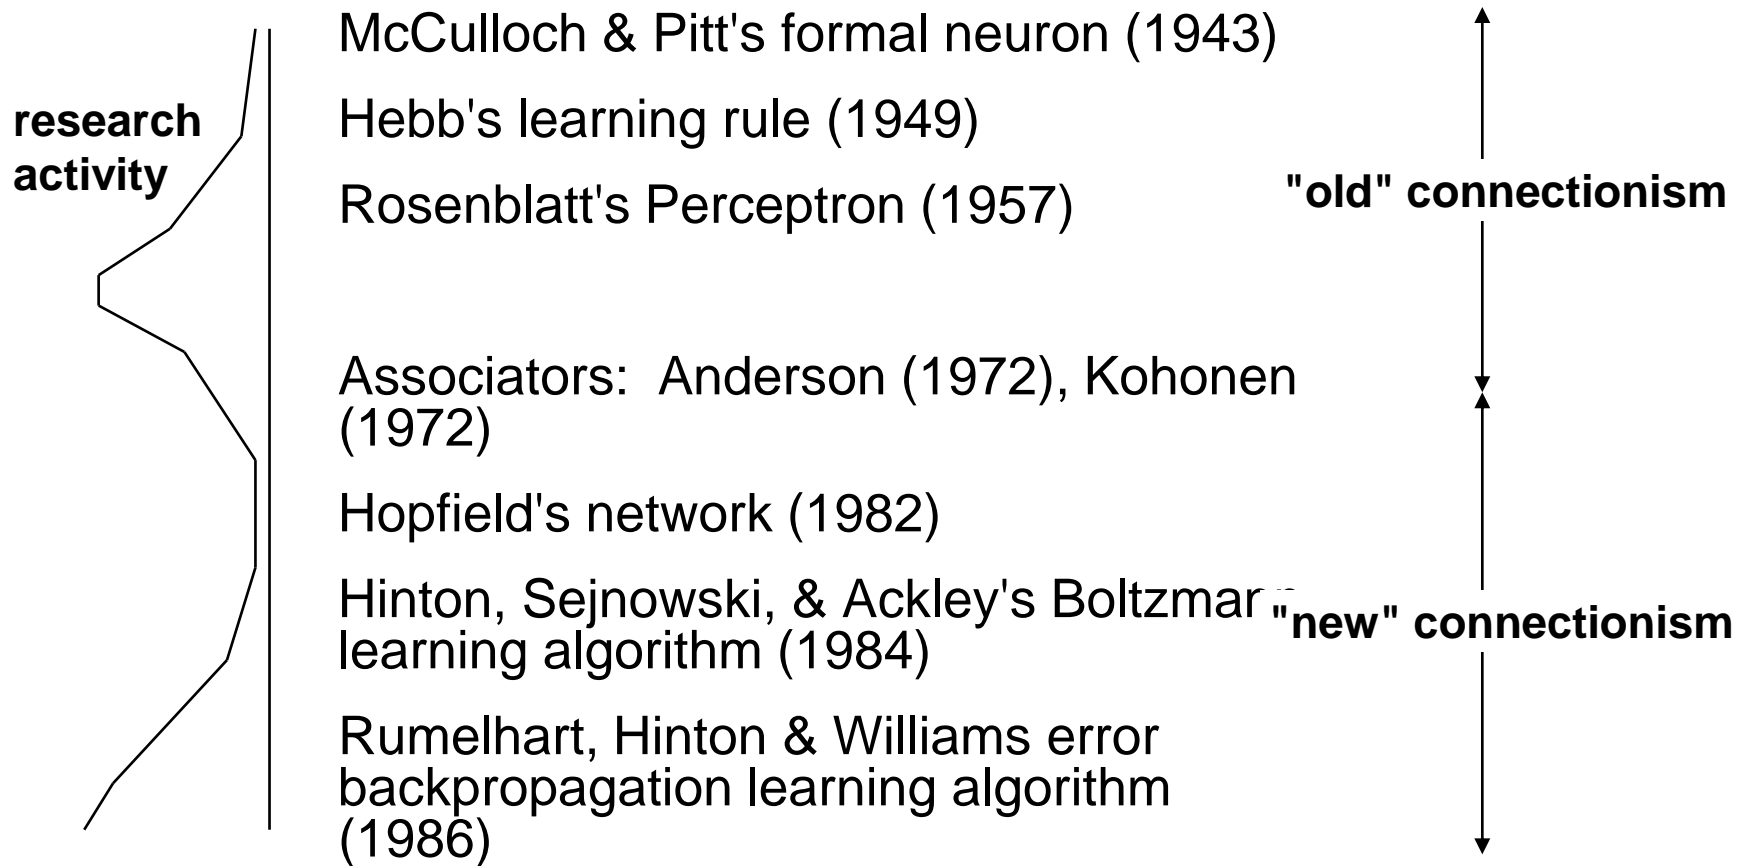 McCulloch & Pitt's formal neuron (1943)
research
activity
Hebb's learning rule (1949)
Rosenblatt's Perceptron (1957)
"old" connectionism
Associators:  Anderson (1972), Kohonen
(1972)
Hopfield's network (1982)
Hinton, Sejnowski, & Ackley's
learning algorithm (1984)
"new" connectionism
Rumelhart, Hinton & Williams error
backpropagation learning algorithm
(1986)